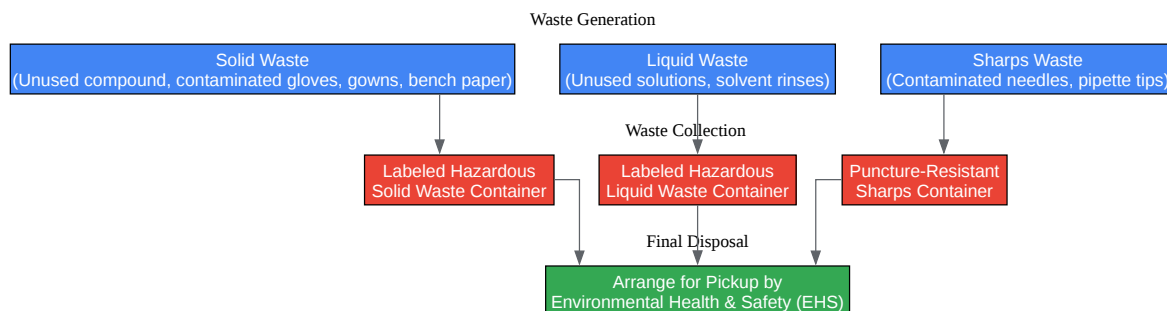 Waste Generation
Solid Waste
(Unused compound, contaminated gloves, gowns, bench paper)
Liquid Waste
(Unused solutions, solvent rinses)
Sharps Waste
(Contaminated needles, pipette tips)
Waste Collection
Labeled Hazardous
Solid Waste Container
Labeled Hazardous
Liquid Waste Container
Puncture-Resistant
Sharps Container
Final Disposal
Arrange for Pickup by
Environmental Health & Safety (EHS)